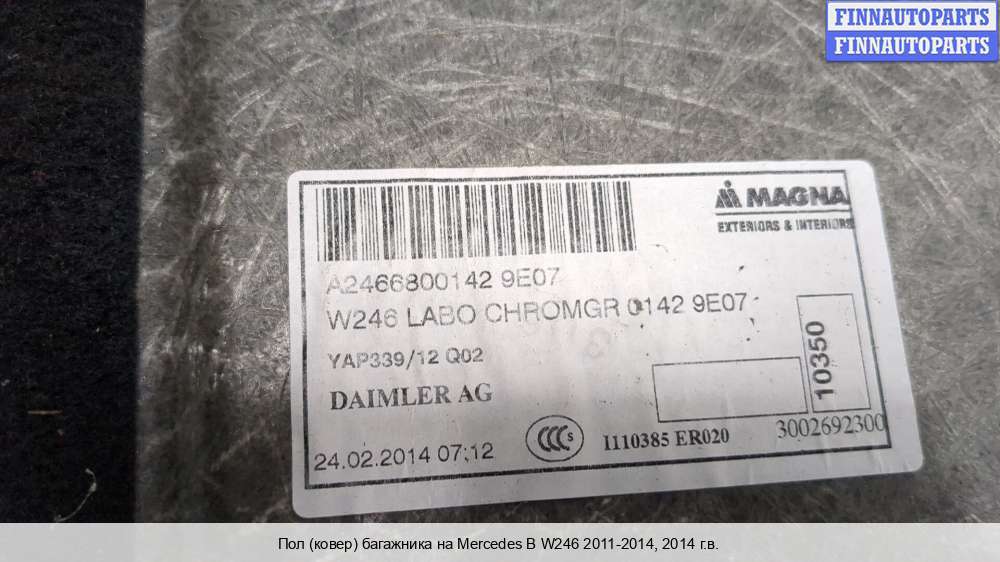 FINNAUTOPARTS
FINNAUTOPARTS
MAGNA
EXTERIORS & INTERIORS
A2466800142 9E07
W246 LABO CHROMGR 0142 9E07
YAP339/12 Q02
DAIMLER AG
10350
24.02.2014 07:12
CCC S
I110385 ER020
3002692300
Пол (ковер) багажника на Mercedes B W246 2011-2014, 2014 г.в.